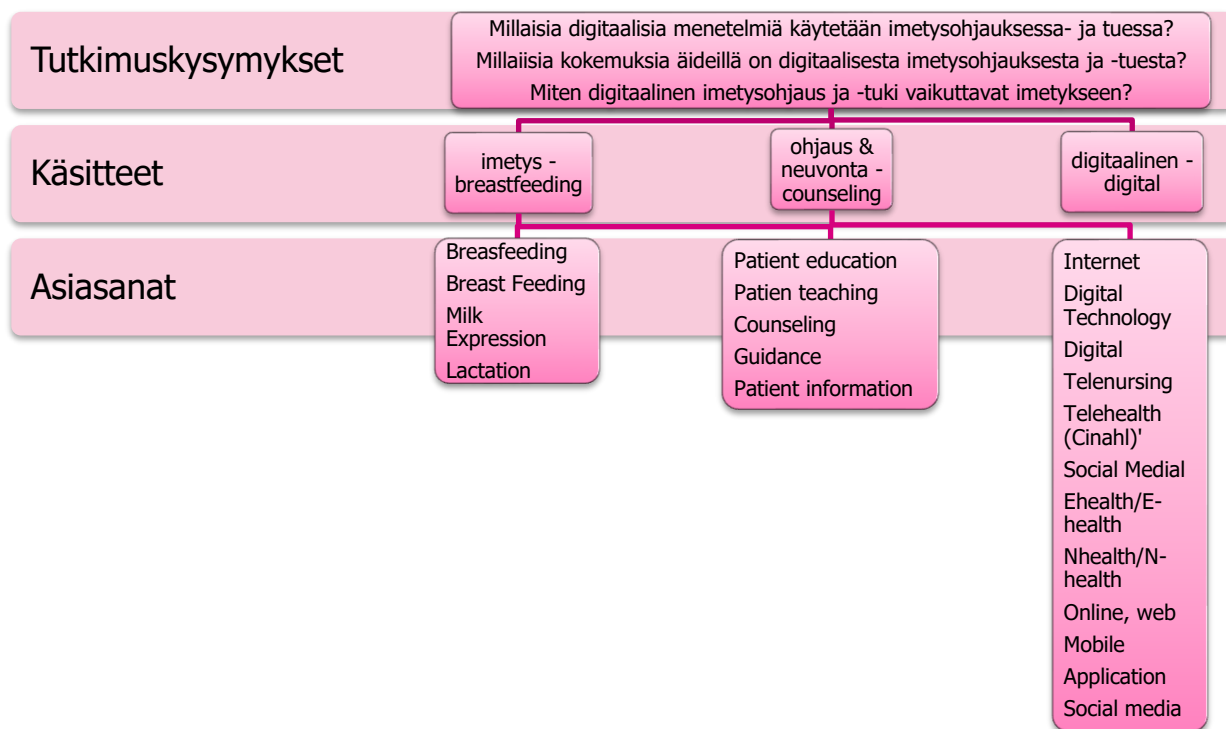 Tutkimuskysymykset
Millaisia digitaalisia menetelmiä käytetään imetysohjauksessa- ja tuessa?
Millaiisia kokemuksia äideillä on digitaalisesta imetysohjauksesta ja -tuesta?
Miten digitaalinen imetysohjaus ja -tuki vaikuttavat imetykseen?
Käsitteet
imetys -
breastfeeding
ohjaus &
neuvonta -
counseling
digitaalinen -
digital
Asiasanat
Breasfeeding
Breast Feeding
Milk
Expression
Lactation
Patient education
Patien teaching
Counseling
Guidance
Patient information
Internet
Digital
Technology
Digital
Telenursing
Telehealth
(Cinahl)'
Social Medial
Ehealth/E-
health
Nhealth/N-
health
Online, web
Mobile
Application
Social media